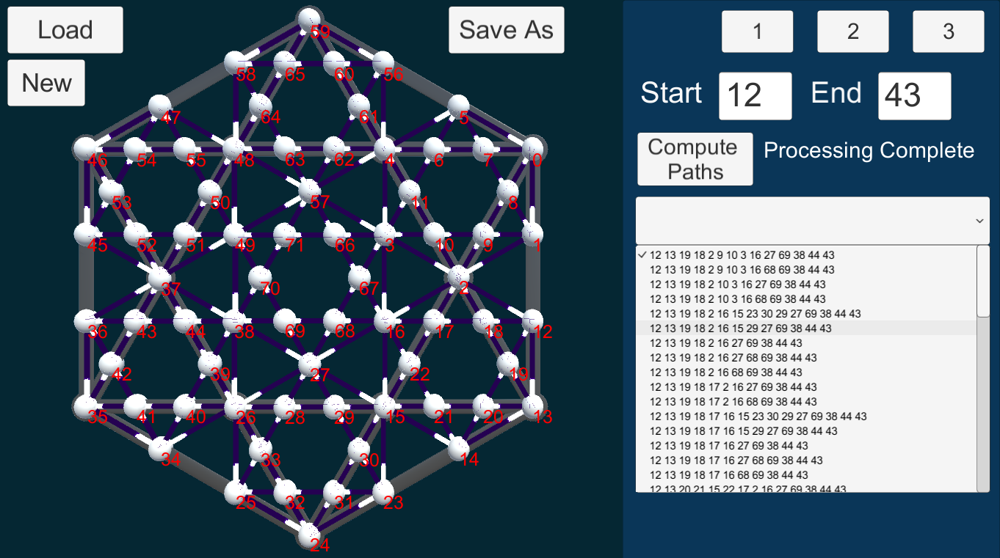 Load
Save As
New
59
58 65 60 56
47 64 61 5
46 54 55 48 63 62 4 6 7 0
53 50 57 11 8
45 52 51 49 71 66 3 10 9 1
37 70 67 2
36 43 44 38 69 68 16 17 18 12
42 39 27 22 19
35 41 40 26 28 29 15 21 20 13
34 33 30 14
25 32 31 23
24
1 2 3
Start 12 End 43
Compute
Paths
Processing Complete
12 13 19 18 2 9 10 3 16 27 69 38 44 43
12 13 19 18 2 9 10 3 16 68 69 38 44 43
12 13 19 18 2 10 3 16 27 69 38 44 43
12 13 19 18 2 10 3 16 68 69 38 44 43
12 13 19 18 2 16 15 23 30 29 27 69 38 44 43
12 13 19 18 2 16 15 29 27 69 38 44 43
12 13 19 18 2 16 27 69 38 44 43
12 13 19 18 2 16 27 68 69 38 44 43
12 13 19 18 2 16 68 69 38 44 43
12 13 19 18 17 2 16 27 69 38 44 43
12 13 19 18 17 2 16 68 69 38 44 43
12 13 19 18 17 16 15 23 30 29 27 69 38 44 43
12 13 19 18 17 16 15 29 27 69 38 44 43
12 13 19 18 17 16 27 69 38 44 43
12 13 19 18 17 16 27 68 69 38 44 43
12 13 19 18 17 16 68 69 38 44 43
12 13 20 21 15 22 17 2 16 27 69 38 44 43